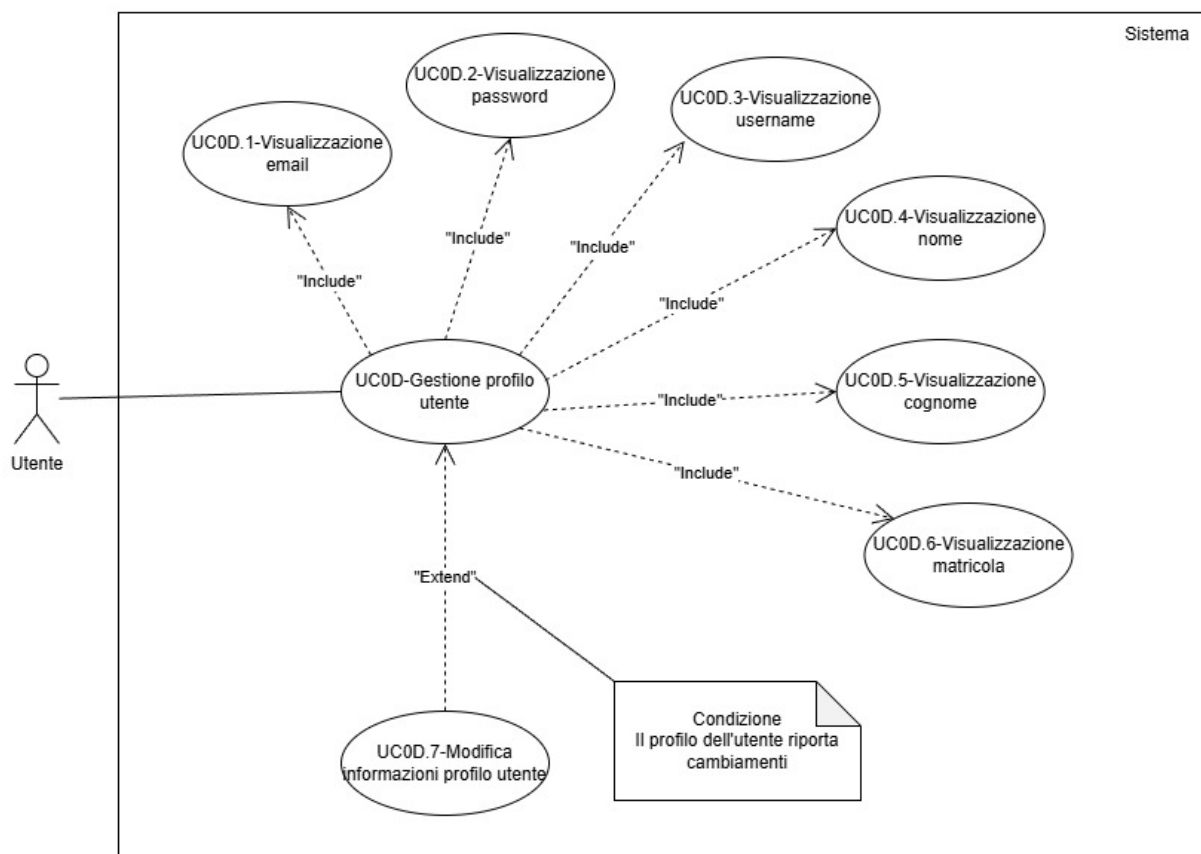 Sistema
UC0D.2-Visualizzazione
password
UC0D.3-Visualizzazione
username
UC0D.1-Visualizzazione
email
UC0D.4-Visualizzazione
nome
"Include"
"Include"
"Include"
"Include"
UC0D-Gestione profilo
utente
UC0D.5-Visualizzazione
cognome
"Include"
Utente
"Include"
UC0D.6-Visualizzazione
matricola
"Extend"
Condizione
Il profilo dell'utente riporta
cambiamenti
UC0D.7-Modifica
informazioni profilo utente